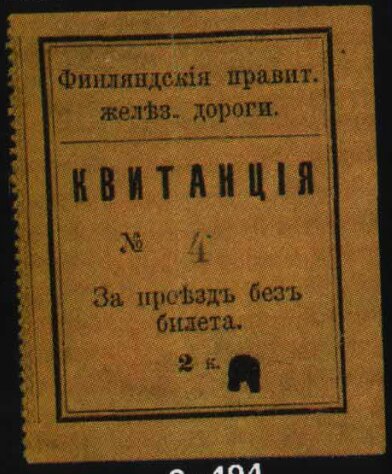 Финляндскія правит.
желѣз. дороги.
КВИТАНЦІЯ
№ 4
За проѣздъ безъ
билета.
2 к.